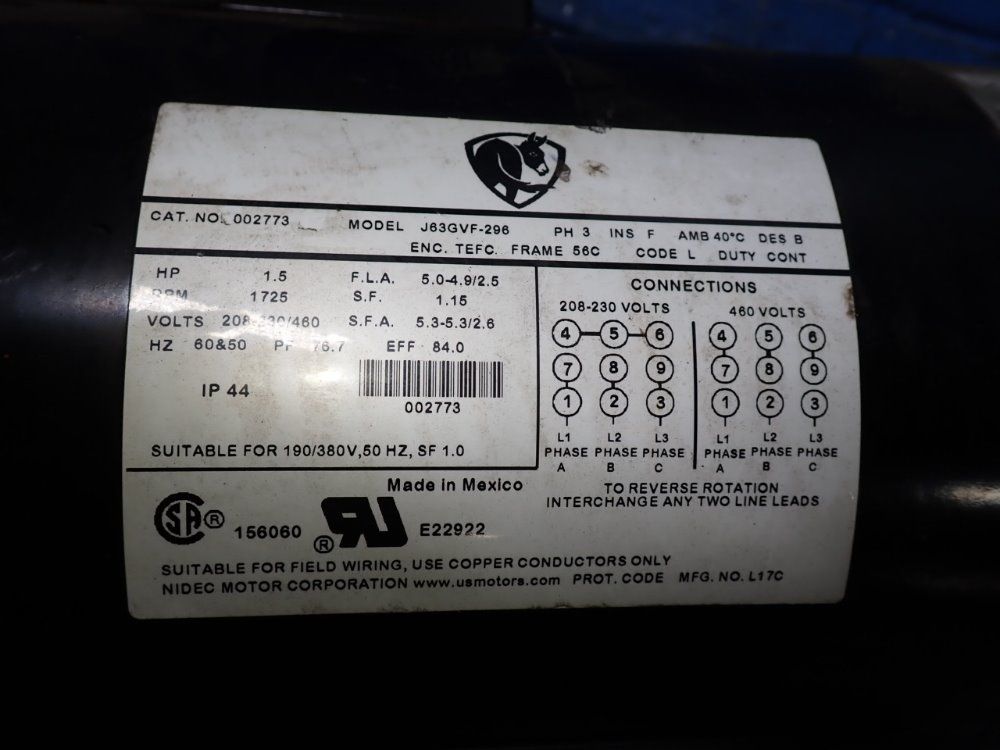 CAT. NO. 002773 MODEL J63GVF-296 PH 3 INS F AMB 40°C DES B
ENC. TEFC. FRAME 56C CODE L DUTY CONT
HP 1.5 F.L.A. 5.0-4.9/2.5
RPM 1725 S.F. 1.15
VOLTS 208-230/460 S.F.A. 5.3-5.3/2.6
HZ 60&50 PF 76.7 EFF 84.0
IP 44
002773
SUITABLE FOR 190/380V,50 HZ, SF 1.0
CONNECTIONS
208-230 VOLTS
4 5 6
7 8 9
1 2 3
L1 L2 L3
PHASE PHASE PHASE
A B C
460 VOLTS
4 5 6
7 8 9
1 2 3
L1 L2 L3
PHASE PHASE PHASE
A B C
TO REVERSE ROTATION
INTERCHANGE ANY TWO LINE LEADS
Made in Mexico
SA ® 156060 ® RU E22922
SUITABLE FOR FIELD WIRING, USE COPPER CONDUCTORS ONLY
NIDEC MOTOR CORPORATION www.usmotors.com PROT. CODE MFG. NO. L17C